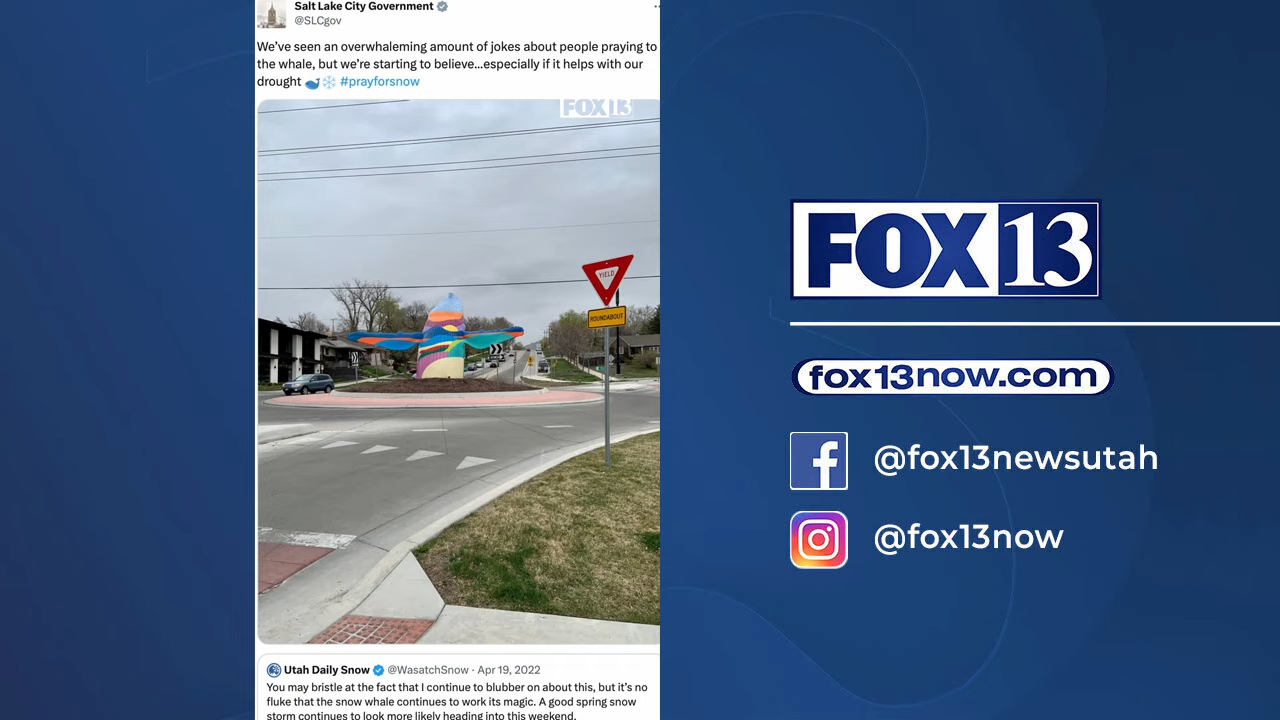 Salt Lake City Government
@SLCgov
We've seen an overwhaleming amount of jokes about people praying to
the whale, but we're starting to believe...especially if it helps with our
drought 🐳❄️ #prayforsnow
FOX 13
YIELD
ROUNDABOUT
Utah Daily Snow @WasatchSnow · Apr 19, 2022
You may bristle at the fact that I continue to blubber on about this, but it's no
fluke that the snow whale continues to work its magic. A good spring snow
storm continues to look more likely heading into this weekend.
FOX 13
fox13now.com
@fox13newsutah
@fox13now